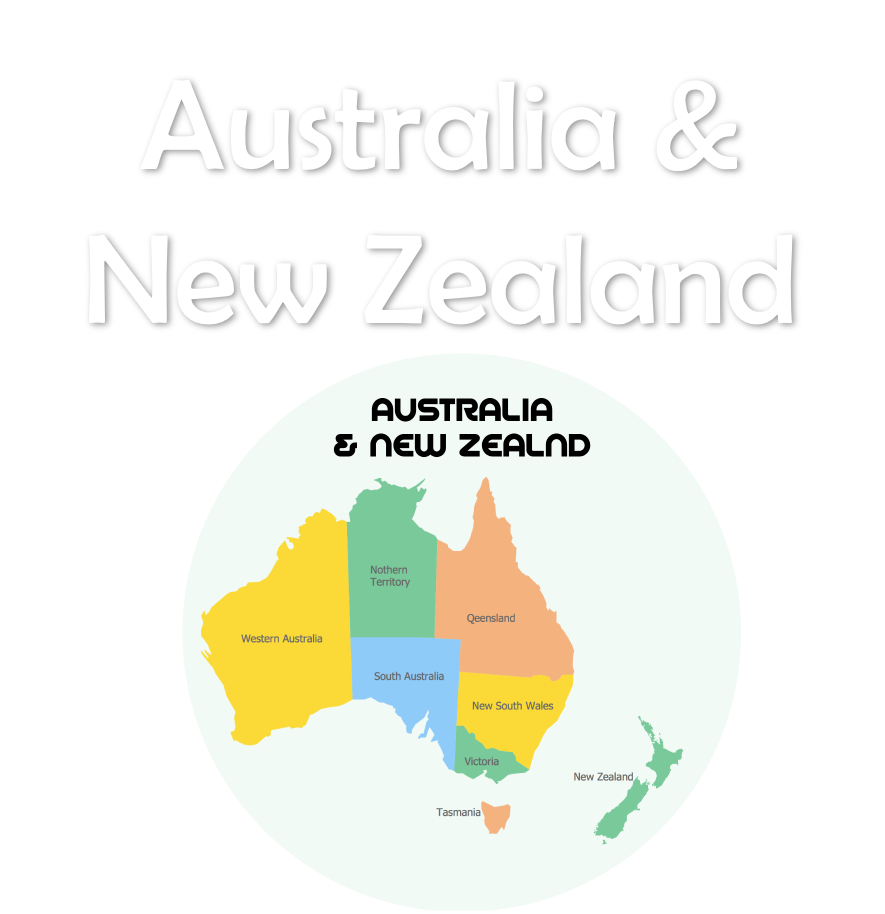 Australia &
New Zealand
AUSTRALIA
& NEW ZEALND
Nothern
Territory
Qeensland
Western Australia
South Australia
New South Wales
Victoria
New Zealand
Tasmania